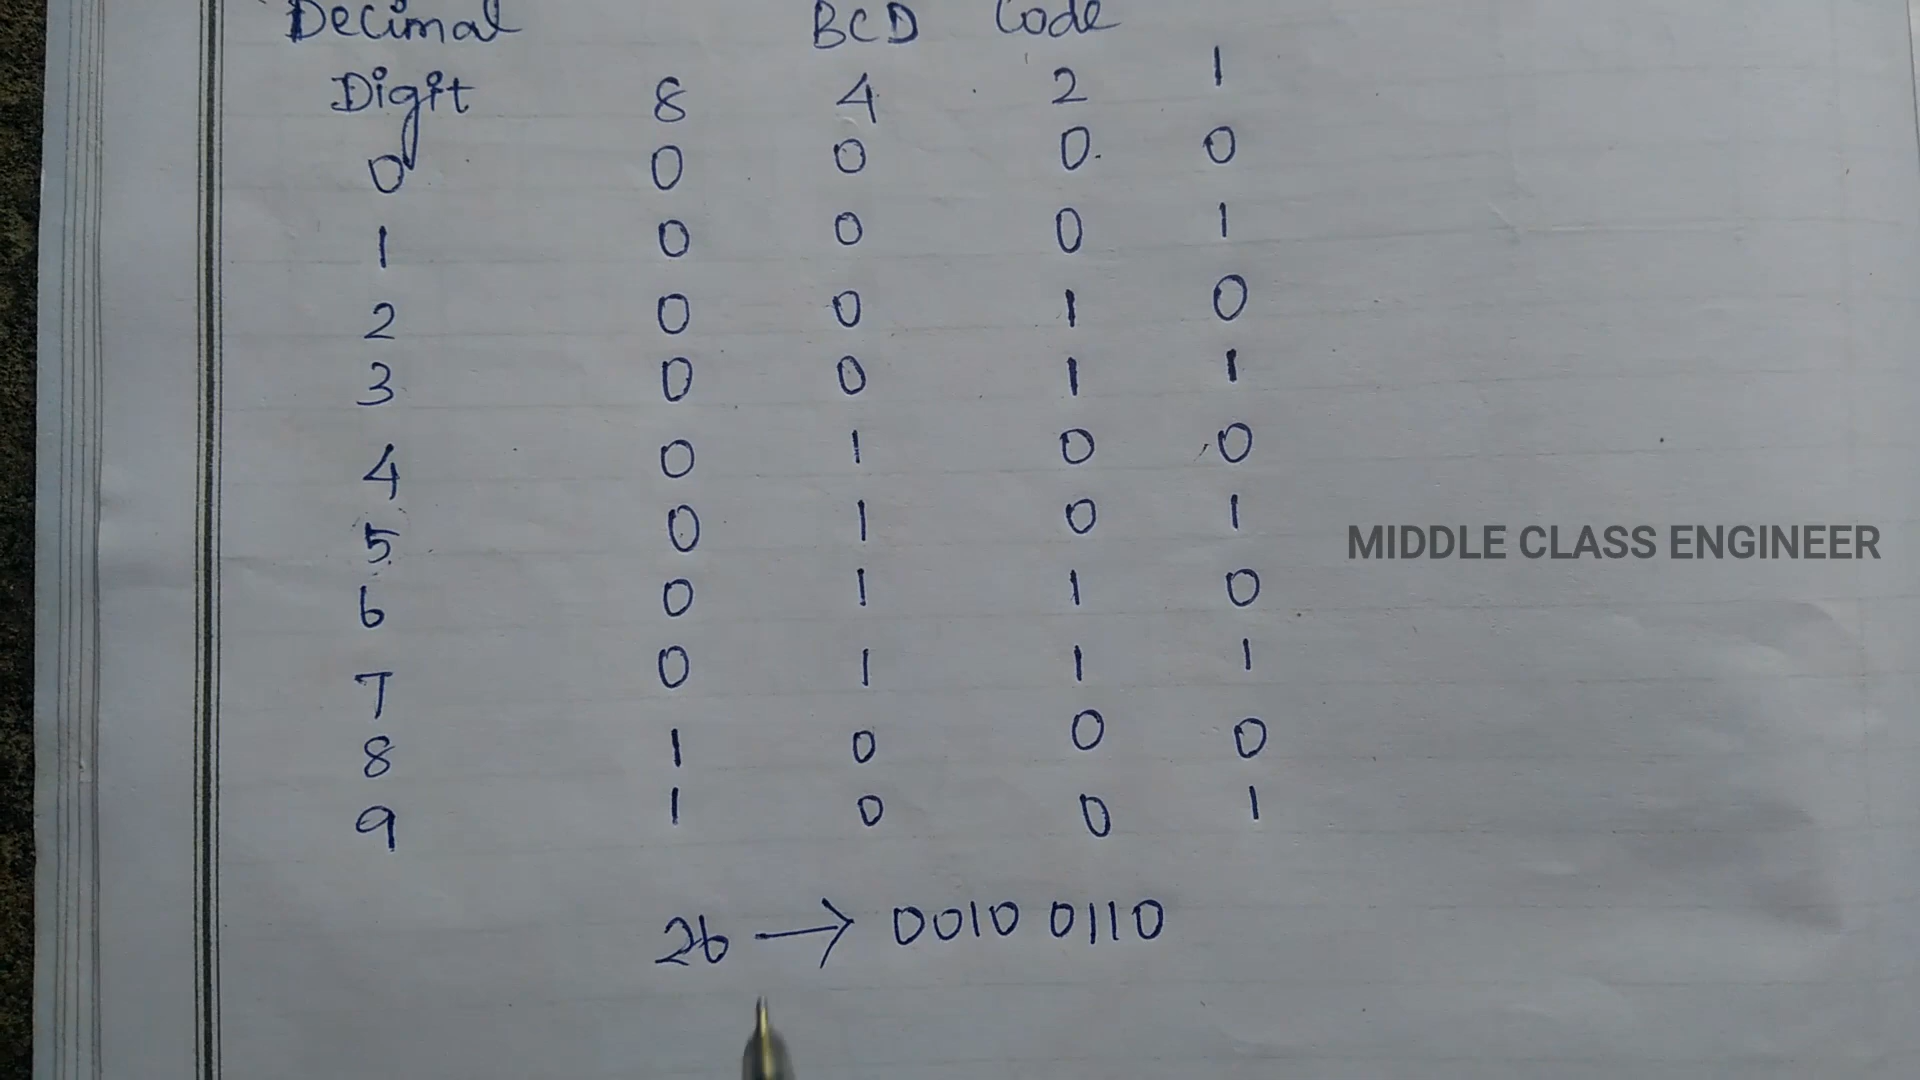 Decimal BCD Code
Digit 8 4 2 1
0 0 0 0 0
1 0 0 0 1
2 0 0 1 0
3 0 0 1 1
4 0 1 0 0
5 0 1 0 1
6 0 1 1 0
7 0 1 1 1
8 1 0 0 0
9 1 0 0 1
26 → 0010 0110
MIDDLE CLASS ENGINEER